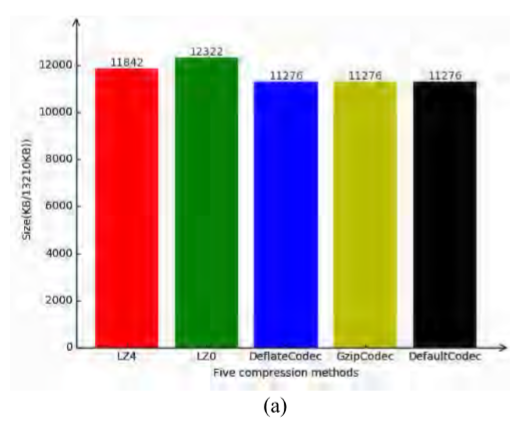 12000
10000
8000
6000
4000
2000
0
Size(KB/13210KB))
11842
12322
11276
11276
11276
LZ4
LZO
DeflateCodec
GzipCodec
DefaultCodec
Five compression methods
(a)